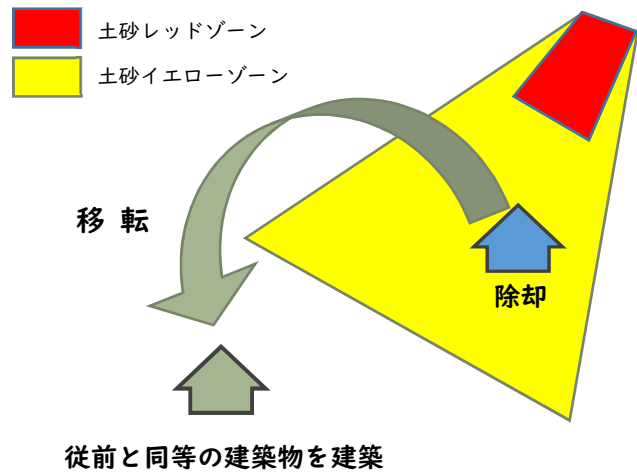 土砂レッドゾーン
土砂イエローゾーン
移 転
除却
従前と同等の建築物を建築